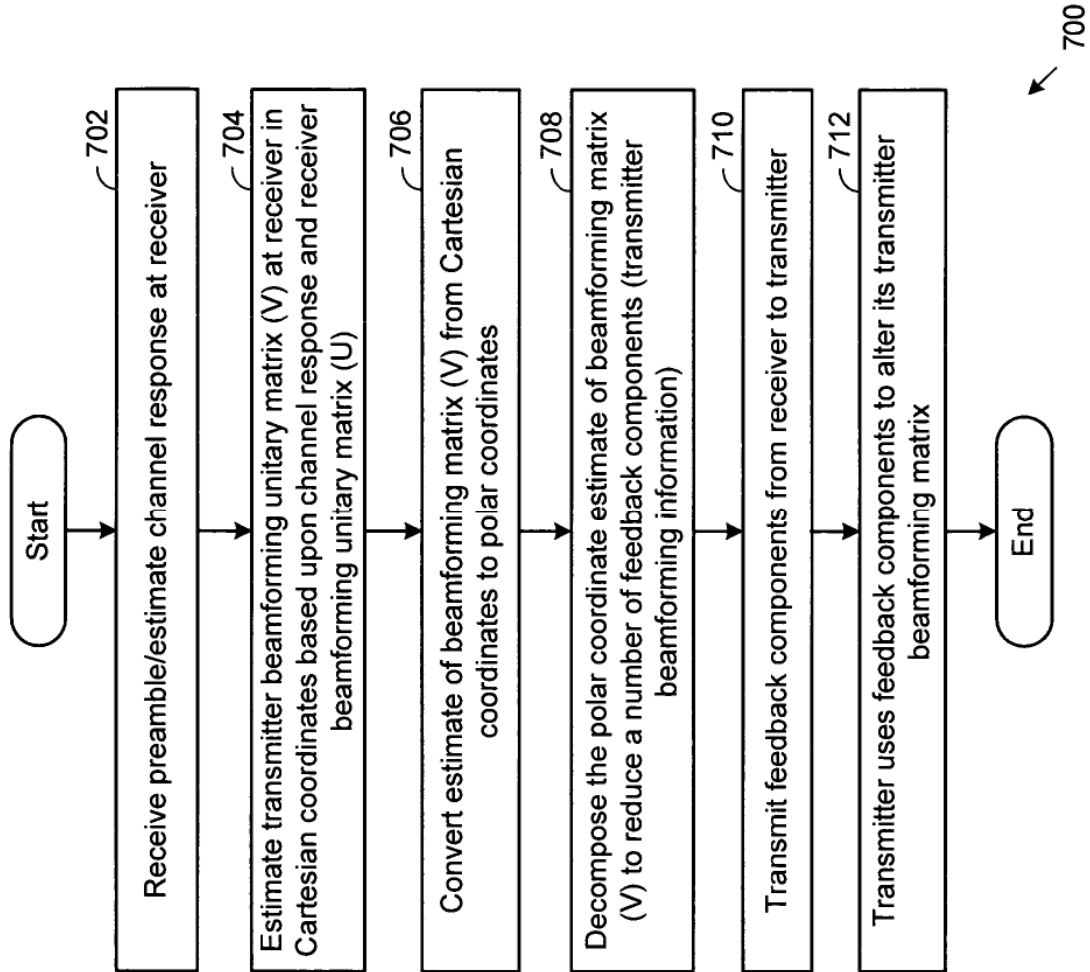 Start
702
Receive preamble/estimate channel response at receiver
704
Estimate transmitter beamforming unitary matrix (V) at receiver in
Cartesian coordinates based upon channel response and receiver
beamforming unitary matrix (U)
706
Convert estimate of beamforming matrix (V) from Cartesian
coordinates to polar coordinates
708
Decompose the polar coordinate estimate of beamforming matrix
(V) to reduce a number of feedback components (transmitter
beamforming information)
710
Transmit feedback components from receiver to transmitter
712
Transmitter uses feedback components to alter its transmitter
beamforming matrix
End
700